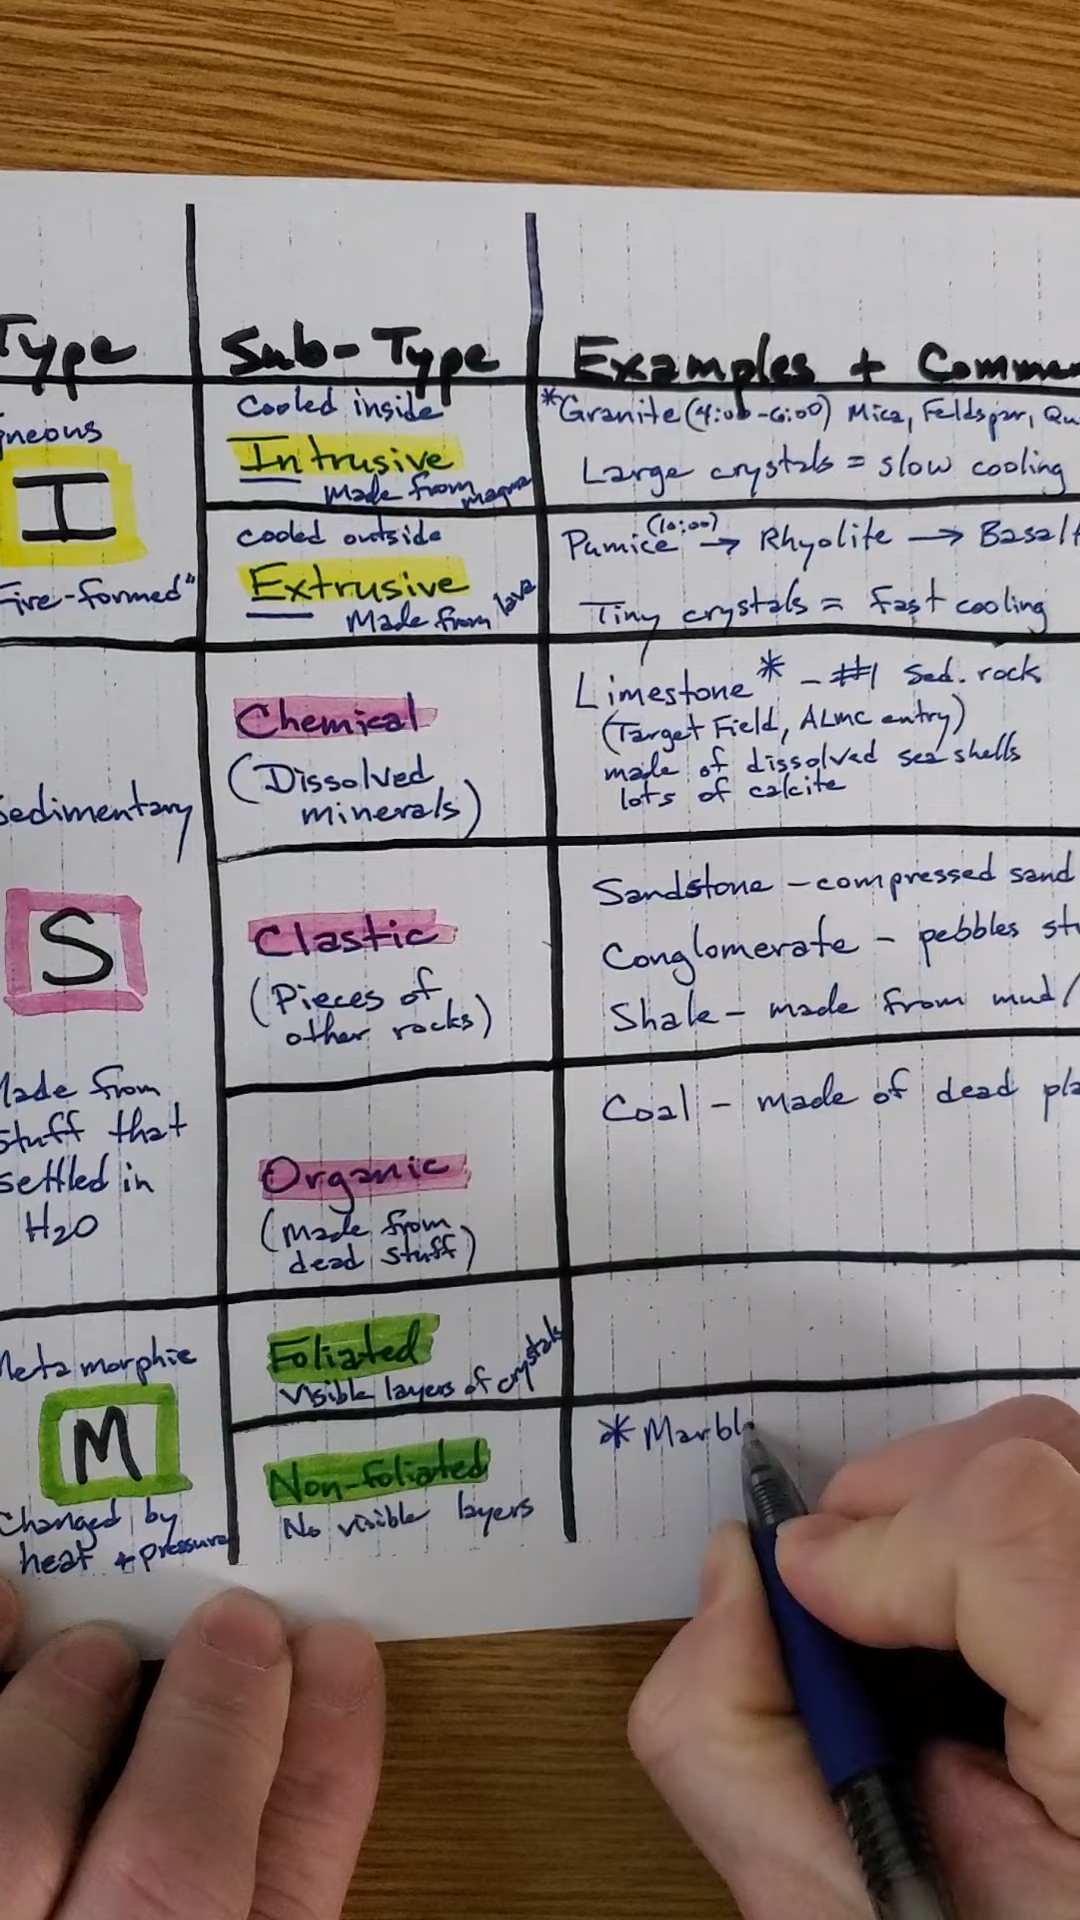 Type Sub-Type Examples + Comme
gneous
I
Fire-formed"
cooled inside
Intrusive
Made from magma
*Granite (4:00-6:00) Mica, Feldspar, Qu
Large crystals = slow cooling
cooled outside
Extrusive
Made from lava
(10:00)
Pumice → Rhyolite → Basalt
Tiny crystals = Fast cooling
Sedimentary
S
Made from
stuff that
settled in
H2O
Chemical
(Dissolved
minerals)
Limestone* - #1 Sed. rock
(Target Field, ALMC entry)
made of dissolved sea shells
lots of calcite
Clastic
(Pieces of
other rocks)
Sandstone - compressed sand
Conglomerate - pebbles stu
Shale - made from mud/
Organic
(Made from
dead stuff)
Coal - made of dead pla
Metamorphic
M
Changed by
heat + pressure
Foliated
Visible layers of crystals
Non-foliated
No visible layers
* Marbl